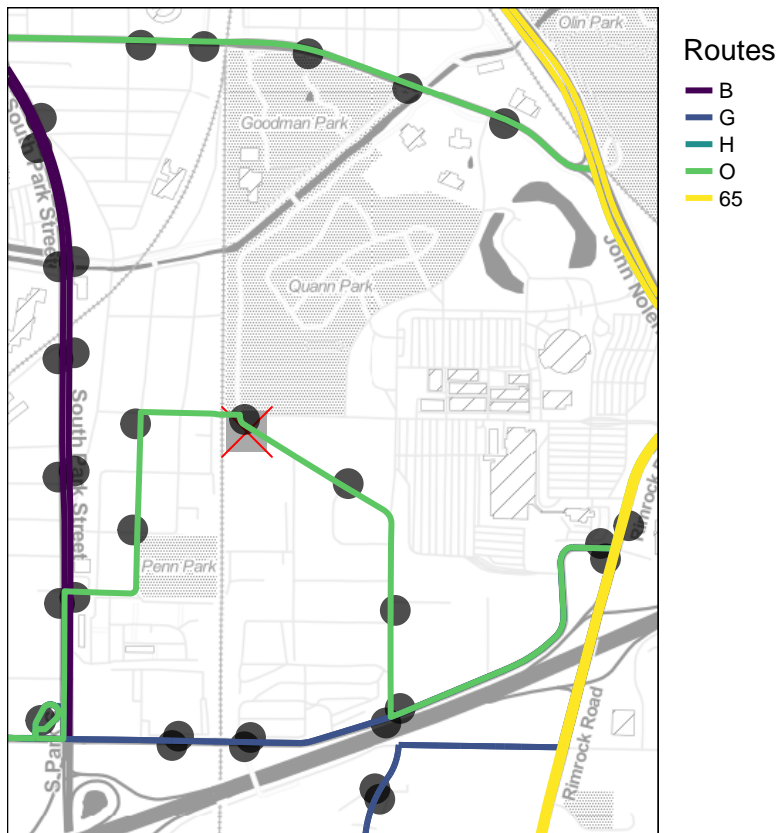 Olin Park
Routes
B
G
H
O
65
Goodman Park
South Park Street
John Nolen
Quann Park
South Park Street
Rimrock R
Penn Park
Rimrock Road
S. Par